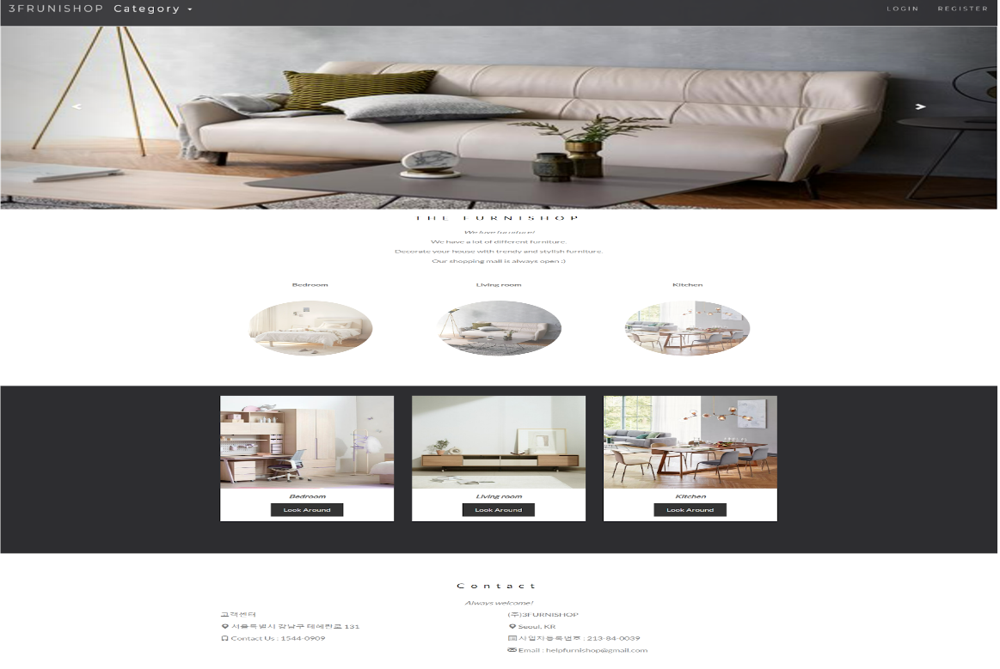 3FRUNISHOP Category
LOGIN REGISTER
THE FURNISHOP
We love furniture!
We have a lot of different furniture.
Decorate your house with trendy and stylish furniture.
Our shopping mall is always open :)
Bedroom Living room Kitchen
Bedroom Living room Kitchen
Look Around Look Around Look Around
Contact
Always welcome!
고객센터
서울특별시 강남구 테헤란로 131
Contact Us : 1544-0909
(주)3FURNISHOP
Seoul, KR
사업자등록번호 : 213-84-0039
Email : helpfurnishop@gmail.com